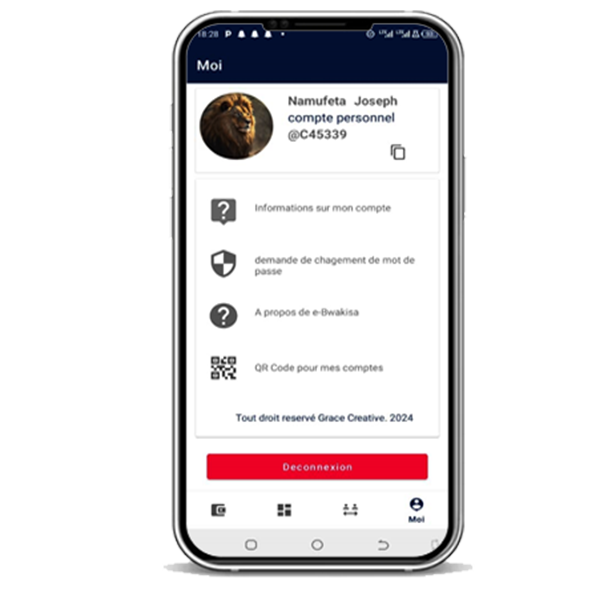 18:28 P
Moi
Namufeta Joseph
compte personnel
@C45339
Informations sur mon compte
demande de chagement de mot de
passe
A propos de e-Bwakisa
QR Code pour mes comptes
Tout droit reservé Grace Creative. 2024
Deconnexion
Moi